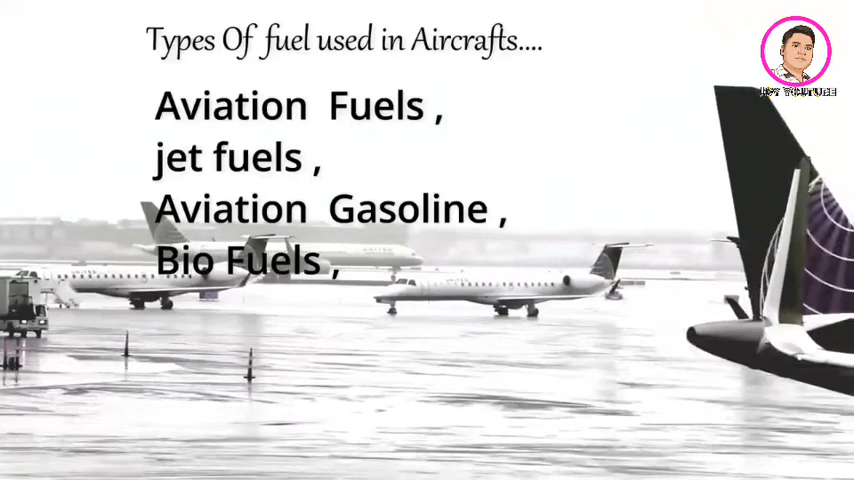 Types Of fuel used in Aircrafts....
Aviation Fuels ,
jet fuels ,
Aviation Gasoline ,
Bio Fuels ,